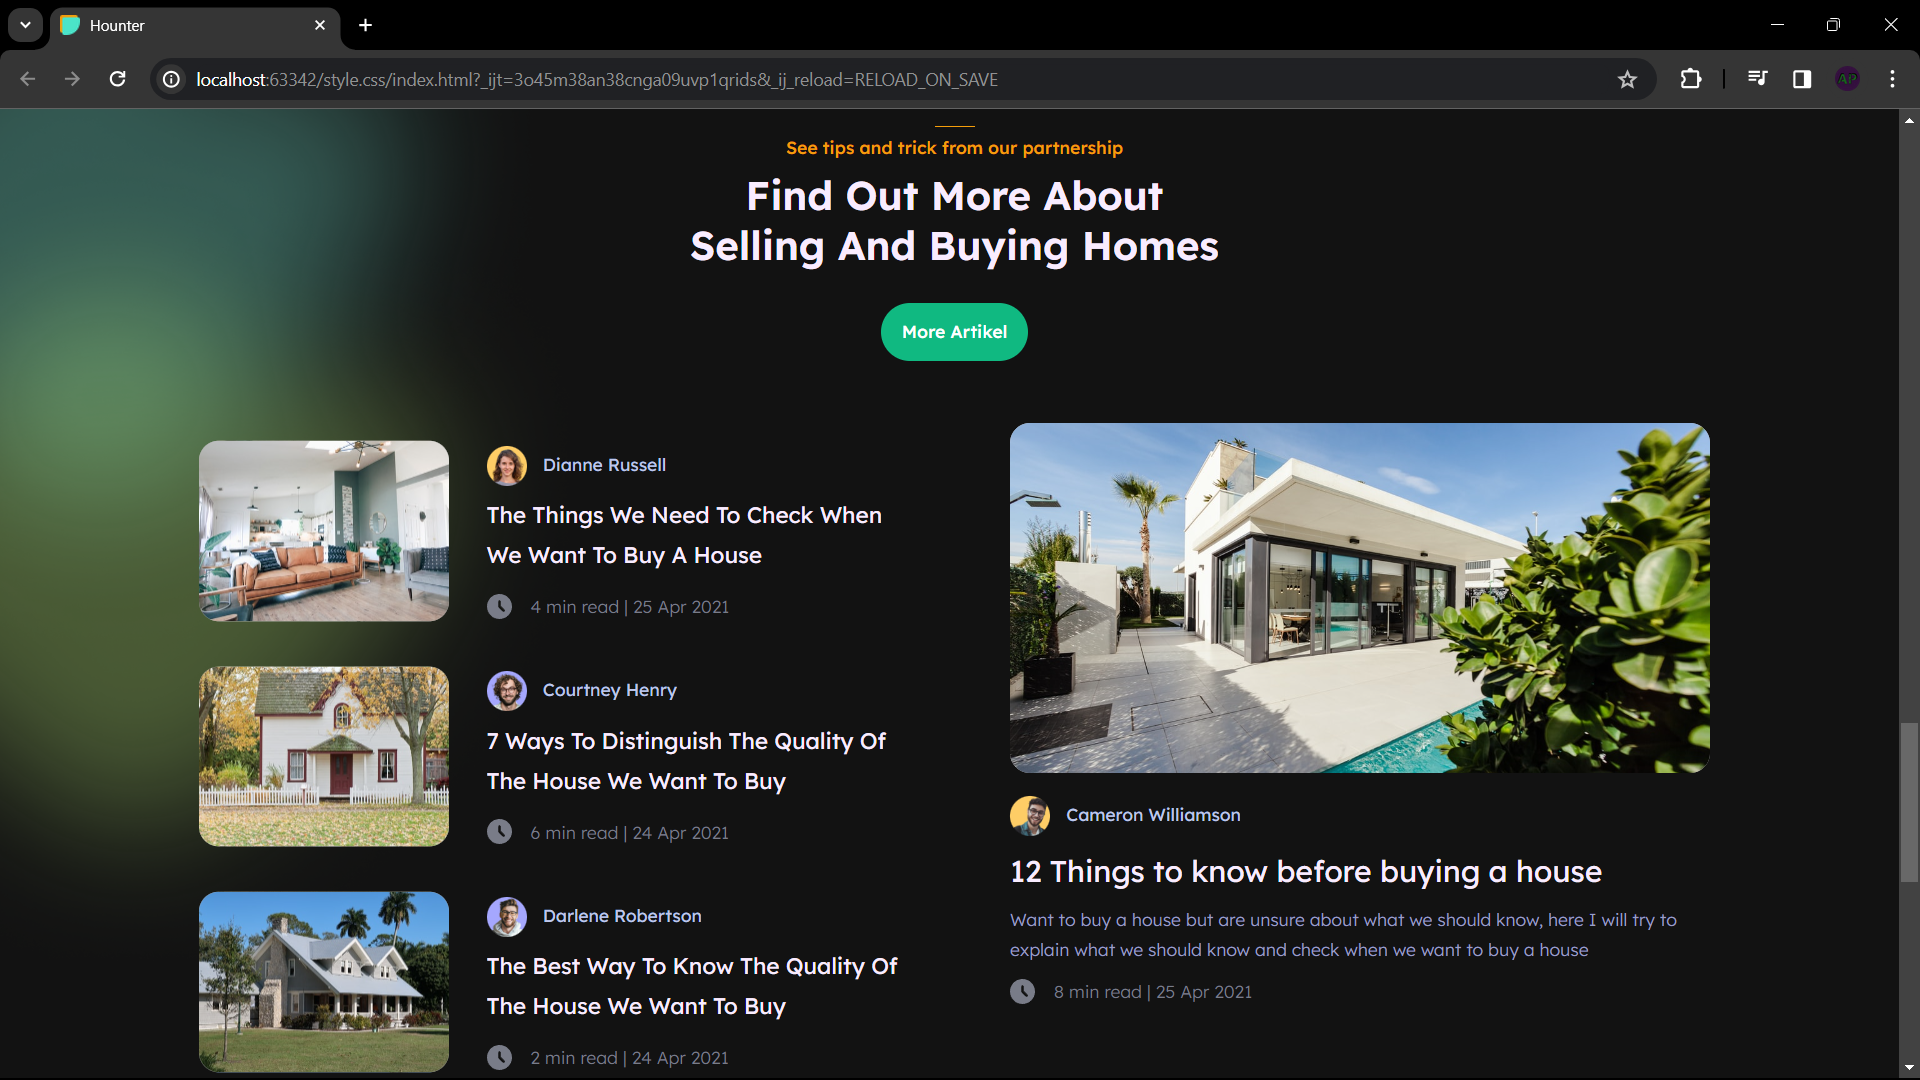 Hounter
localhost:63342/style.css/index.html?_ijt=3o45m38an38cnga09uvp1qrids&_ij_reload=RELOAD_ON_SAVE
AP
See tips and trick from our partnership
Find Out More About
Selling And Buying Homes
More Artikel
Dianne Russell
The Things We Need To Check When
We Want To Buy A House
4 min read | 25 Apr 2021
Courtney Henry
7 Ways To Distinguish The Quality Of
The House We Want To Buy
6 min read | 24 Apr 2021
Darlene Robertson
The Best Way To Know The Quality Of
The House We Want To Buy
2 min read | 24 Apr 2021
Cameron Williamson
12 Things to know before buying a house
Want to buy a house but are unsure about what we should know, here I will try to
explain what we should know and check when we want to buy a house
8 min read | 25 Apr 2021